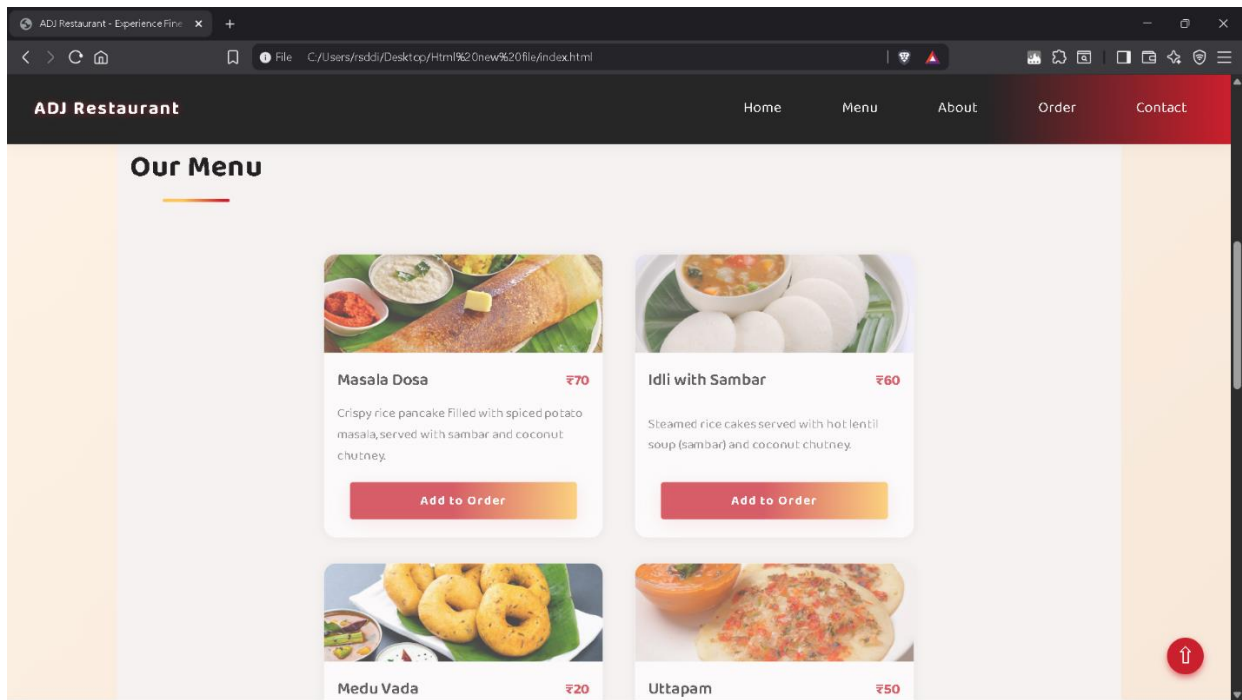 ADJ Restaurant - Experience Fine
File C:/Users/rsddi/Desktop/Html%20new%20file/index.html
ADJ Restaurant Home Menu About Order Contact
Our Menu
Masala Dosa ₹70
Crispy rice pancake filled with spiced potato
masala, served with sambar and coconut
chutney.
Add to Order
Idli with Sambar ₹60
Steamed rice cakes served with hot lentil
soup (sambar) and coconut chutney.
Add to Order
Medu Vada ₹20
Uttapam ₹50